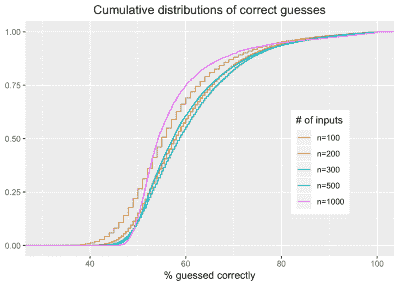 Cumulative distributions of correct guesses
1.00
0.75
0.50
0.25
0.00
# of inputs
n=100
n=200
n=300
n=500
n=1000
40
60
80
100
% guessed correctly